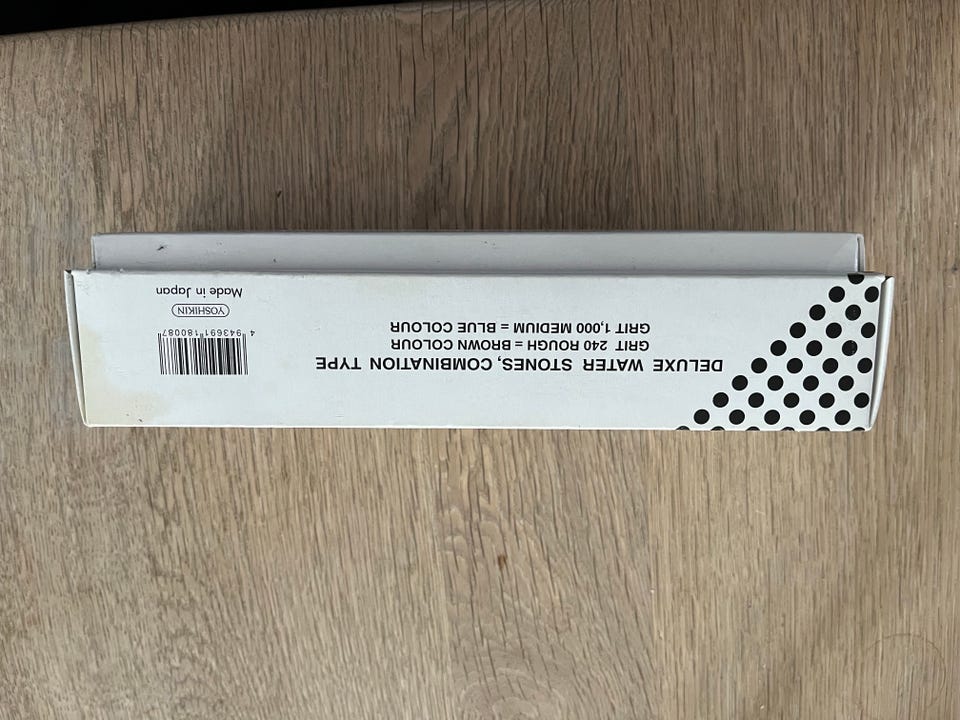 DELUXE WATER STONES, COMBINATION TYPE
GRIT 240 ROUGH = BROWN COLOUR
GRIT 1,000 MEDIUM = BLUE COLOUR
4943691180087
YOSHIKIN
Made in Japan